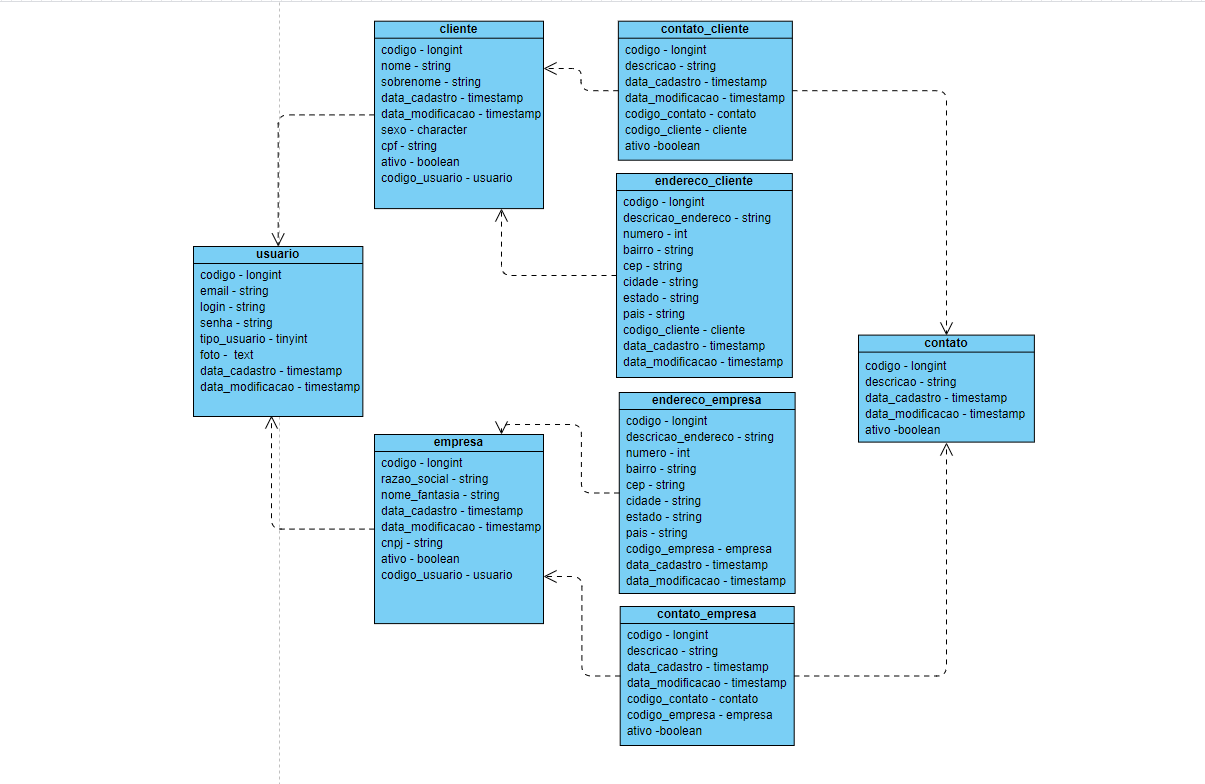 cliente
codigo - longint
nome - string
sobrenome - string
data_cadastro - timestamp
data_modificacao - timestamp
sexo - character
cpf - string
ativo - boolean
codigo_usuario - usuario
contato_cliente
codigo - longint
descricao - string
data_cadastro - timestamp
data_modificacao - timestamp
codigo_contato - contato
codigo_cliente - cliente
ativo -boolean
endereco_cliente
codigo - longint
descricao_endereco - string
numero - int
bairro - string
cep - string
cidade - string
estado - string
pais - string
codigo_cliente - cliente
data_cadastro - timestamp
data_modificacao - timestamp
usuario
codigo - longint
email - string
login - string
senha - string
tipo_usuario - tinyint
foto -  text
data_cadastro - timestamp
data_modificacao - timestamp
contato
codigo - longint
descricao - string
data_cadastro - timestamp
data_modificacao - timestamp
ativo -boolean
endereco_empresa
codigo - longint
descricao_endereco - string
numero - int
bairro - string
cep - string
cidade - string
estado - string
pais - string
codigo_empresa - empresa
data_cadastro - timestamp
data_modificacao - timestamp
empresa
codigo - longint
razao_social - string
nome_fantasia - string
data_cadastro - timestamp
data_modificacao - timestamp
cnpj - string
ativo - boolean
codigo_usuario - usuario
contato_empresa
codigo - longint
descricao - string
data_cadastro - timestamp
data_modificacao - timestamp
codigo_contato - contato
codigo_empresa - empresa
ativo -boolean